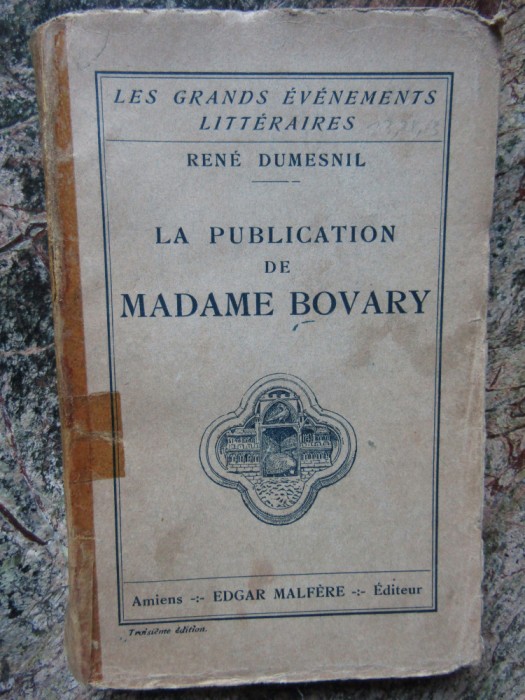 LES GRANDS ÉVÉNEMENTS
LITTÉRAIRES
RENÉ DUMESNIL
LA PUBLICATION
DE
MADAME BOVARY
Amiens -:- EDGAR MALFÈRE -:- Éditeur
Troisième édition.